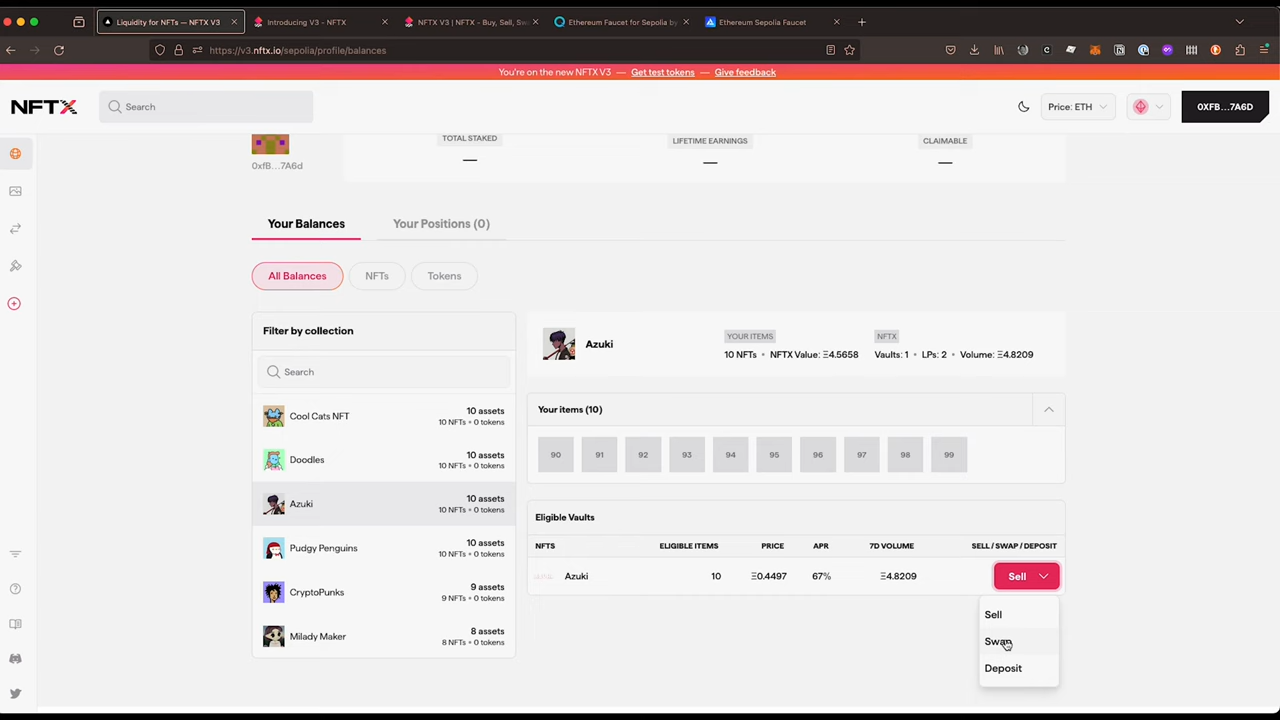 Liquidity for NFTs — NFTX V3
Introducing V3 - NFTX
NFTX V3 | NFTX - Buy, Sell, Swa
Ethereum Faucet for Sepolia by
Ethereum Sepolia Faucet
https://v3.nftx.io/sepolia/profile/balances
You're on the new NFTX V3 — Get test tokens — Give feedback
NFTX
Search
Price: ETH
0XFB...7A6D
TOTAL STAKED
LIFETIME EARNINGS
CLAIMABLE
—
—
—
0xfB...7A6d
Your Balances
Your Positions (0)
All Balances
NFTs
Tokens
Filter by collection
Search
Cool Cats NFT
10 assets
10 NFTs + 0 tokens
Doodles
10 assets
10 NFTs + 0 tokens
Azuki
10 assets
10 NFTs + 0 tokens
Pudgy Penguins
10 assets
10 NFTs + 0 tokens
CryptoPunks
9 assets
9 NFTs + 0 tokens
Milady Maker
8 assets
8 NFTs + 0 tokens
Azuki
YOUR ITEMS
10 NFTs • NFTX Value: Ξ4.5658
NFTX
Vaults: 1 • LPs: 2 • Volume: Ξ4.8209
Your items (10)
90 91 92 93 94 95 96 97 98 99
Eligible Vaults
NFTS ELIGIBLE ITEMS PRICE APR 7D VOLUME SELL / SWAP / DEPOSIT
Azuki 10 Ξ0.4497 67% Ξ4.8209 Sell
Sell
Swap
Deposit